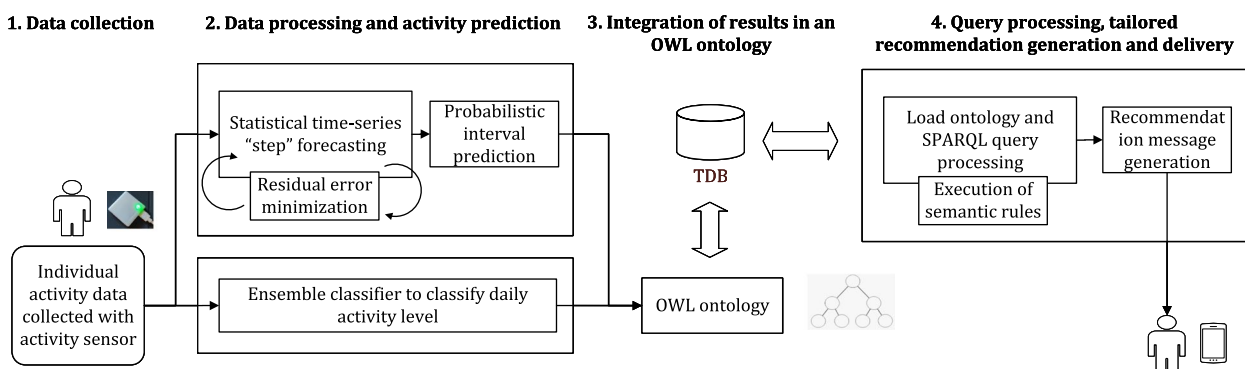 1. Data collection
2. Data processing and activity prediction
3. Integration of results in an
OWL ontology
4. Query processing, tailored
recommendation generation and delivery
Individual
activity data
collected with
activity sensor
Statistical time-series
“step” forecasting
Residual error
minimization
Probabilistic
interval
prediction
Ensemble classifier to classify daily
activity level
TDB
OWL ontology
Load ontology and
SPARQL query
processing
Execution of
semantic rules
Recommendat
ion message
generation